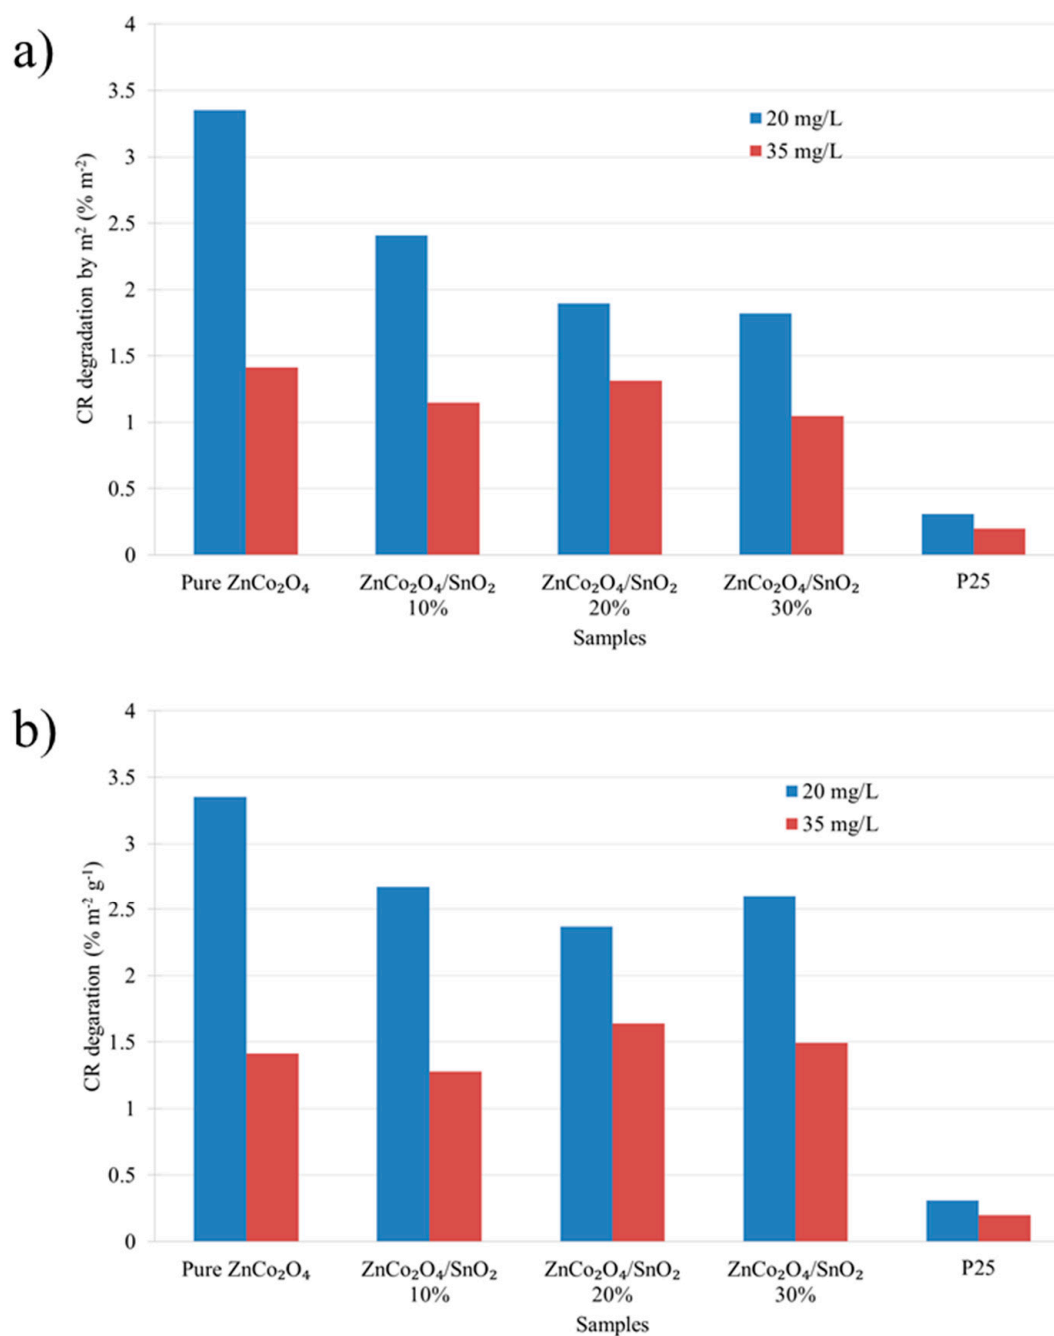 a)
4
3.5
3
2.5
2
1.5
1
0.5
0
CR degradation by m² (% m⁻²)
20 mg/L
35 mg/L
Pure ZnCo₂O₄
ZnCo₂O₄/SnO₂
10%
ZnCo₂O₄/SnO₂
20%
ZnCo₂O₄/SnO₂
30%
P25
Samples
b)
4
3.5
3
2.5
2
1.5
1
0.5
0
CR degaration (% m⁻² g⁻¹)
20 mg/L
35 mg/L
Pure ZnCo₂O₄
ZnCo₂O₄/SnO₂
10%
ZnCo₂O₄/SnO₂
20%
ZnCo₂O₄/SnO₂
30%
P25
Samples